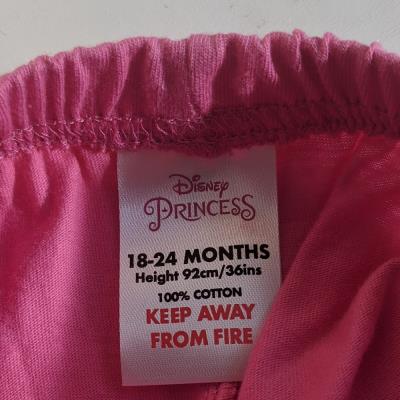 Disney
PRINCESS
18-24 MONTHS
Height 92cm/36ins
100% COTTON
KEEP AWAY
FROM FIRE